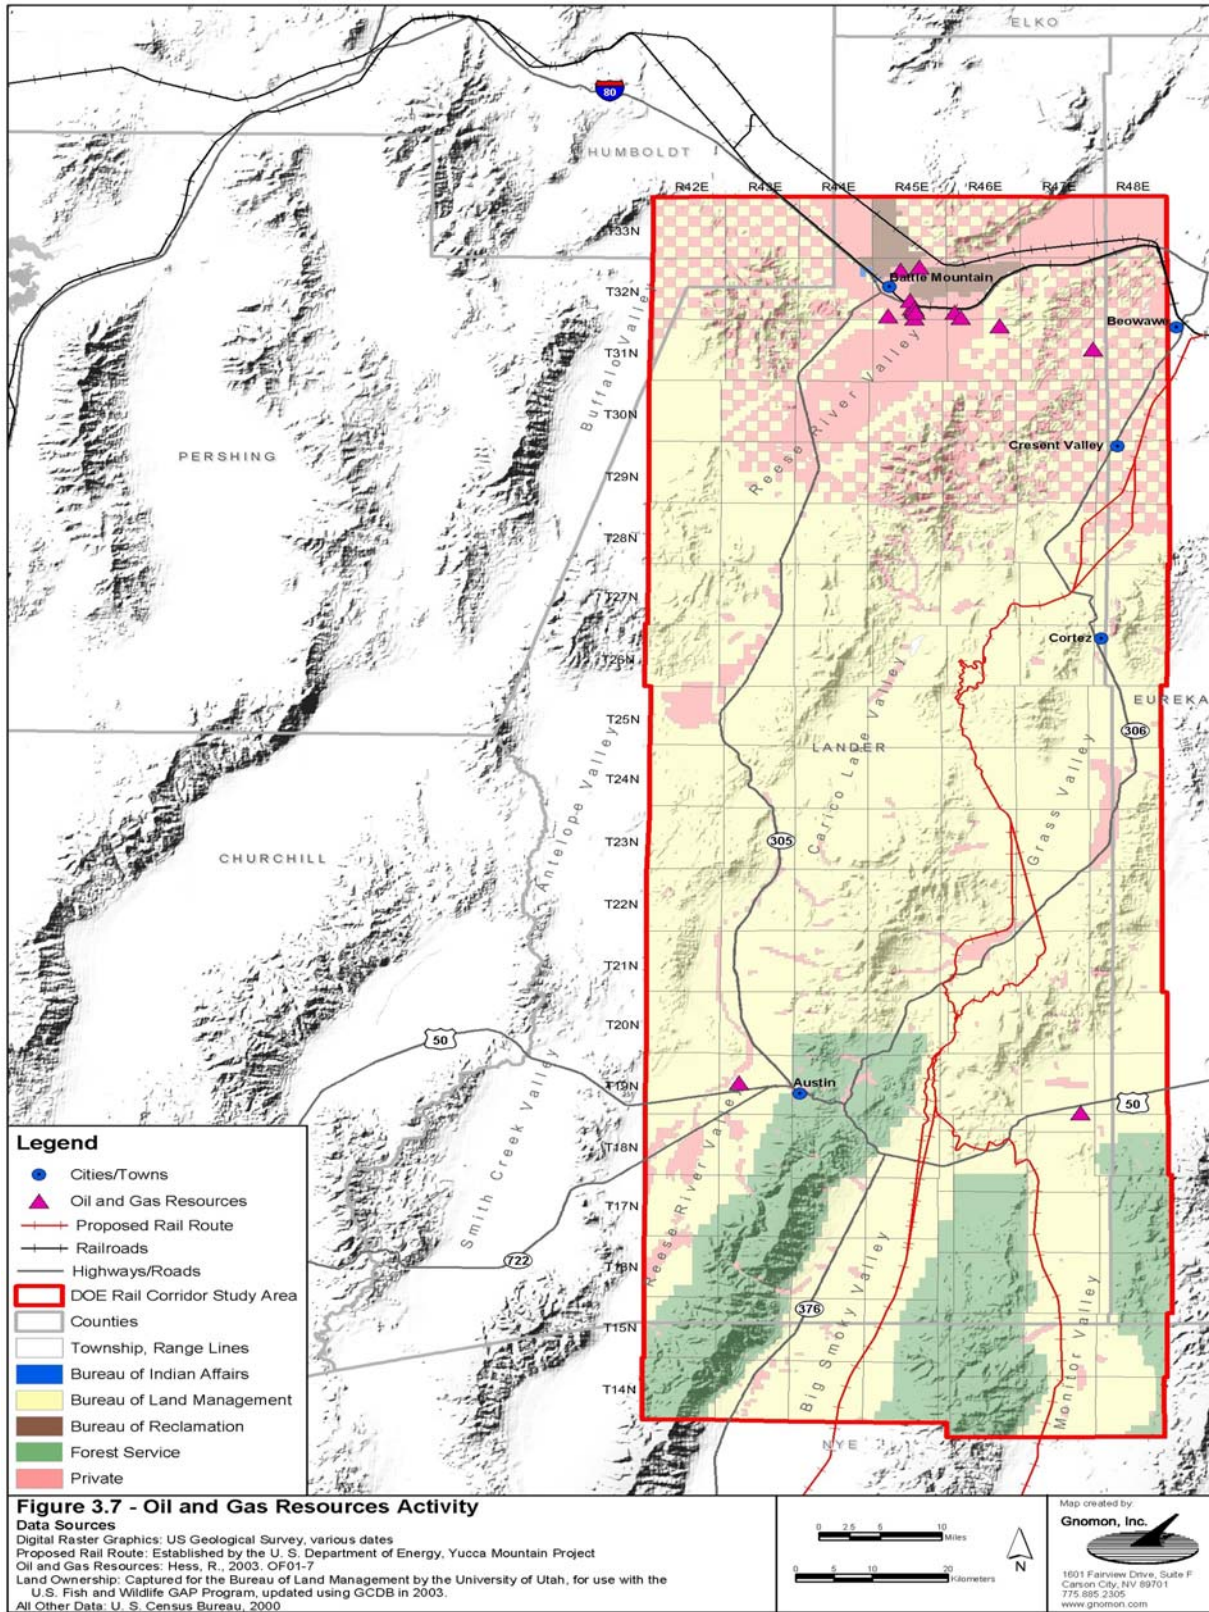 ELKO
80
HUMBOLDT
R42E R43E R44E R45E R46E R47E R48E
T33N
Battle Mountain
T32N
Beowawe
T31N
Buffalo Valley
Reese River Valley
T30N
Cresent Valley
PERSHING
T29N
T28N
T27N
Cortez
T26N
EUREKA
T25N
306
LANDER
Carico Lake Valley
Antelope Valley
T24N
Grass Valley
305
T23N
CHURCHILL
T22N
T21N
T20N
50
Austin
T19N
50
Smith Creek Valley
T18N
Reese River Valley
T17N
722
T16N
376
T15N
Big Smoky Valley
Monitor Valley
T14N
NYE
Legend
Cities/Towns
Oil and Gas Resources
Proposed Rail Route
Railroads
Highways/Roads
DOE Rail Corridor Study Area
Counties
Township, Range Lines
Bureau of Indian Affairs
Bureau of Land Management
Bureau of Reclamation
Forest Service
Private
Figure 3.7 - Oil and Gas Resources Activity
Data Sources
Digital Raster Graphics: US Geological Survey, various dates
Proposed Rail Route: Established by the U. S. Department of Energy, Yucca Mountain Project
Oil and Gas Resources: Hess, R., 2003. OF01-7
Land Ownership: Captured for the Bureau of Land Management by the University of Utah, for use with the
U.S. Fish and Wildlife GAP Program, updated using GCDB in 2003.
All Other Data: U. S. Census Bureau, 2000
0 2.5 5 10
Miles
0 5 10 20
Kilometers
N
Map created by:
Gnomon, Inc.
1601 Fairview Drive, Suite F
Carson City, NV 89701
775.885.2305
www.gnomon.com